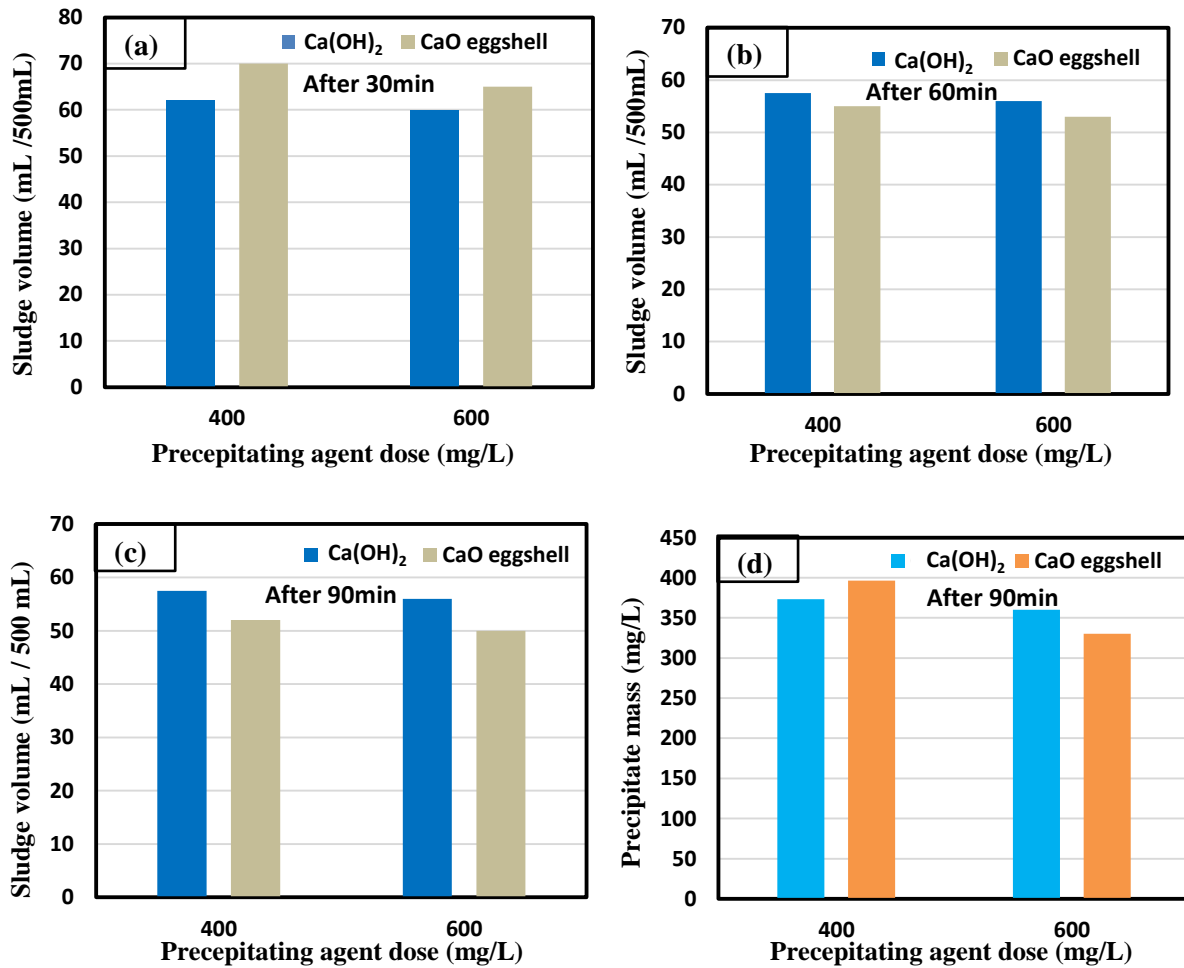 (a)
Ca(OH)2 CaO eggshell
After 30min
Sludge volume (mL /500mL)
80
70
60
50
40
30
20
10
0
400 600
Precepitating agent dose (mg/L)
(b)
Ca(OH)2 CaO eggshell
After 60min
Sludge volume (mL /500mL)
70
60
50
40
30
20
10
0
400 600
Precepitating agent dose (mg/L)
(c)
Ca(OH)2 CaO eggshell
After 90min
Sludge volume (mL / 500 mL)
70
60
50
40
30
20
10
0
400 600
Precepitating agent dose (mg/L)
(d)
Ca(OH)2 CaO eggshell
After 90min
Precipitate mass (mg/L)
450
400
350
300
250
200
150
100
50
0
400 600
Precepitating agent dose (mg/L)